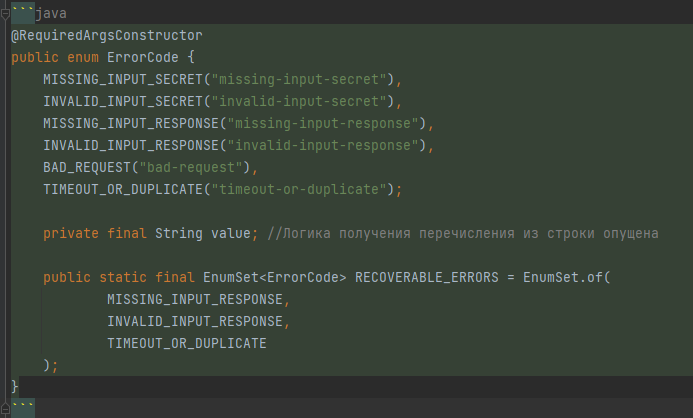 ```java
@RequiredArgsConstructor
public enum ErrorCode {
    MISSING_INPUT_SECRET("missing-input-secret"),
    INVALID_INPUT_SECRET("invalid-input-secret"),
    MISSING_INPUT_RESPONSE("missing-input-response"),
    INVALID_INPUT_RESPONSE("invalid-input-response"),
    BAD_REQUEST("bad-request"),
    TIMEOUT_OR_DUPLICATE("timeout-or-duplicate");

    private final String value; //Логика получения перечисления из строки опущена

    public static final EnumSet<ErrorCode> RECOVERABLE_ERRORS = EnumSet.of(
            MISSING_INPUT_RESPONSE,
            INVALID_INPUT_RESPONSE,
            TIMEOUT_OR_DUPLICATE
    );
}
```